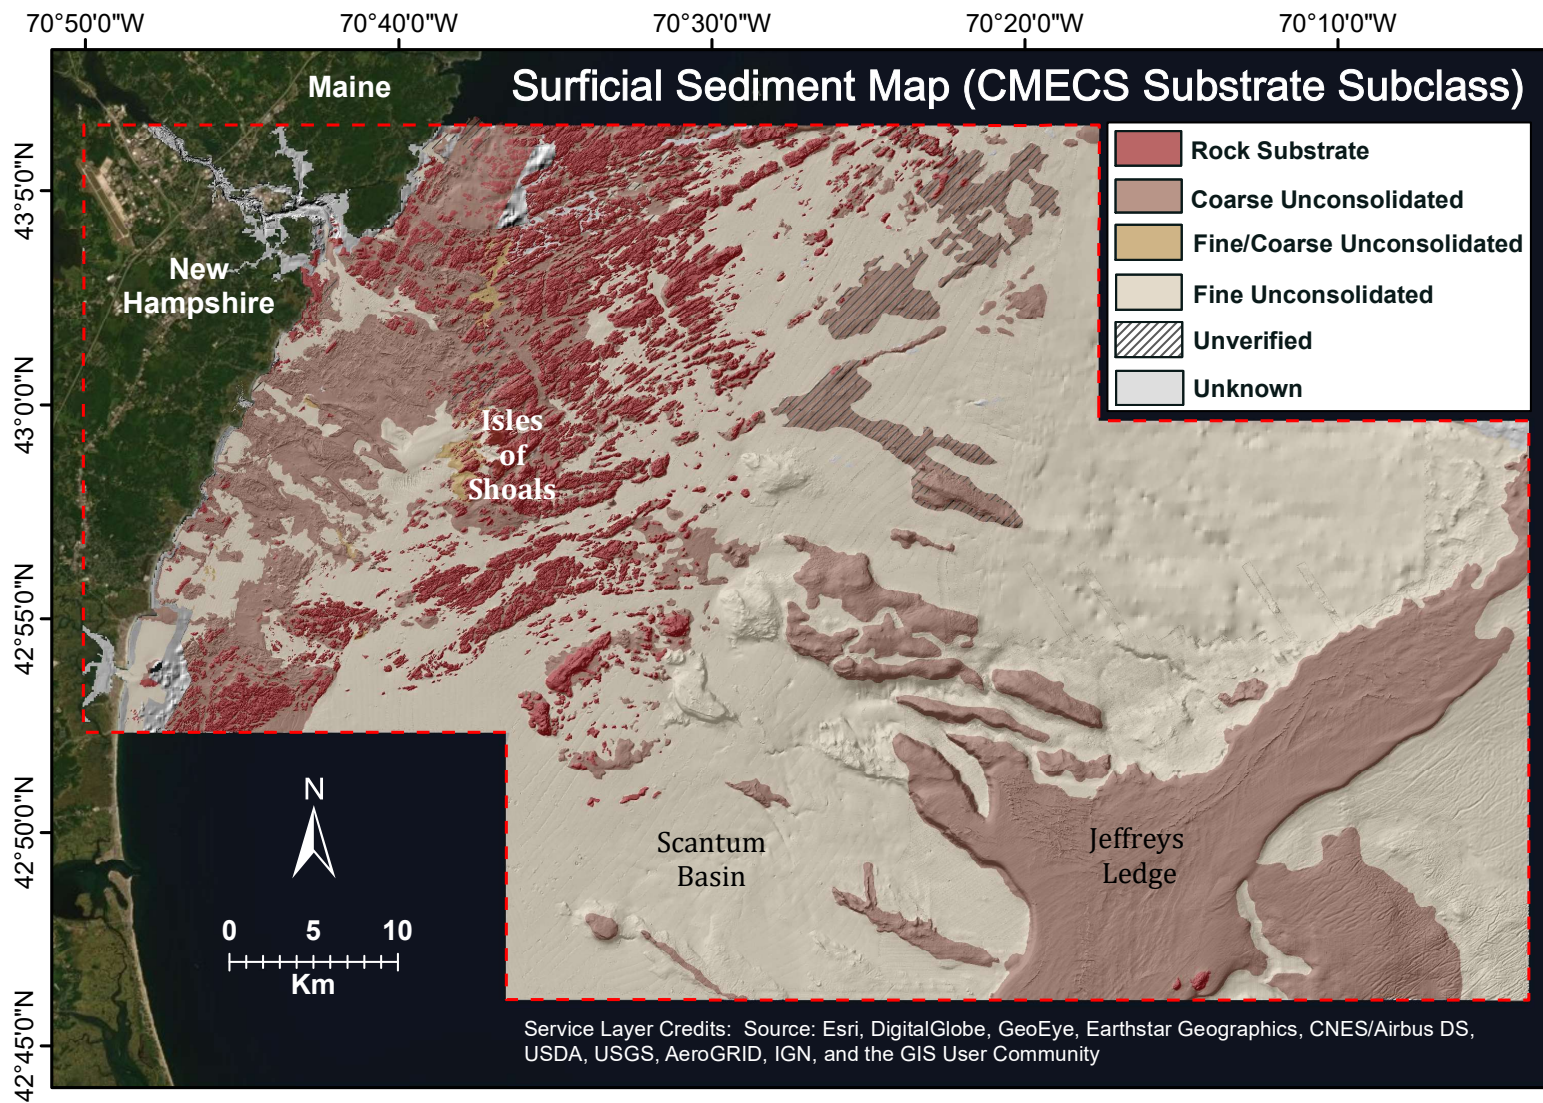 70°50'0"W
70°40'0"W
70°30'0"W
70°20'0"W
70°10'0"W
Maine
Surficial Sediment Map (CMECS Substrate Subclass)
Rock Substrate
Coarse Unconsolidated
Fine/Coarse Unconsolidated
Fine Unconsolidated
Unverified
Unknown
43°5'0"N
43°0'0"N
42°55'0"N
42°50'0"N
42°45'0"N
New
Hampshire
Isles
of
Shoals
Scantum
Basin
Jeffreys
Ledge
N
0 5 10
Km
Service Layer Credits: Source: Esri, DigitalGlobe, GeoEye, Earthstar Geographics, CNES/Airbus DS,
USDA, USGS, AeroGRID, IGN, and the GIS User Community